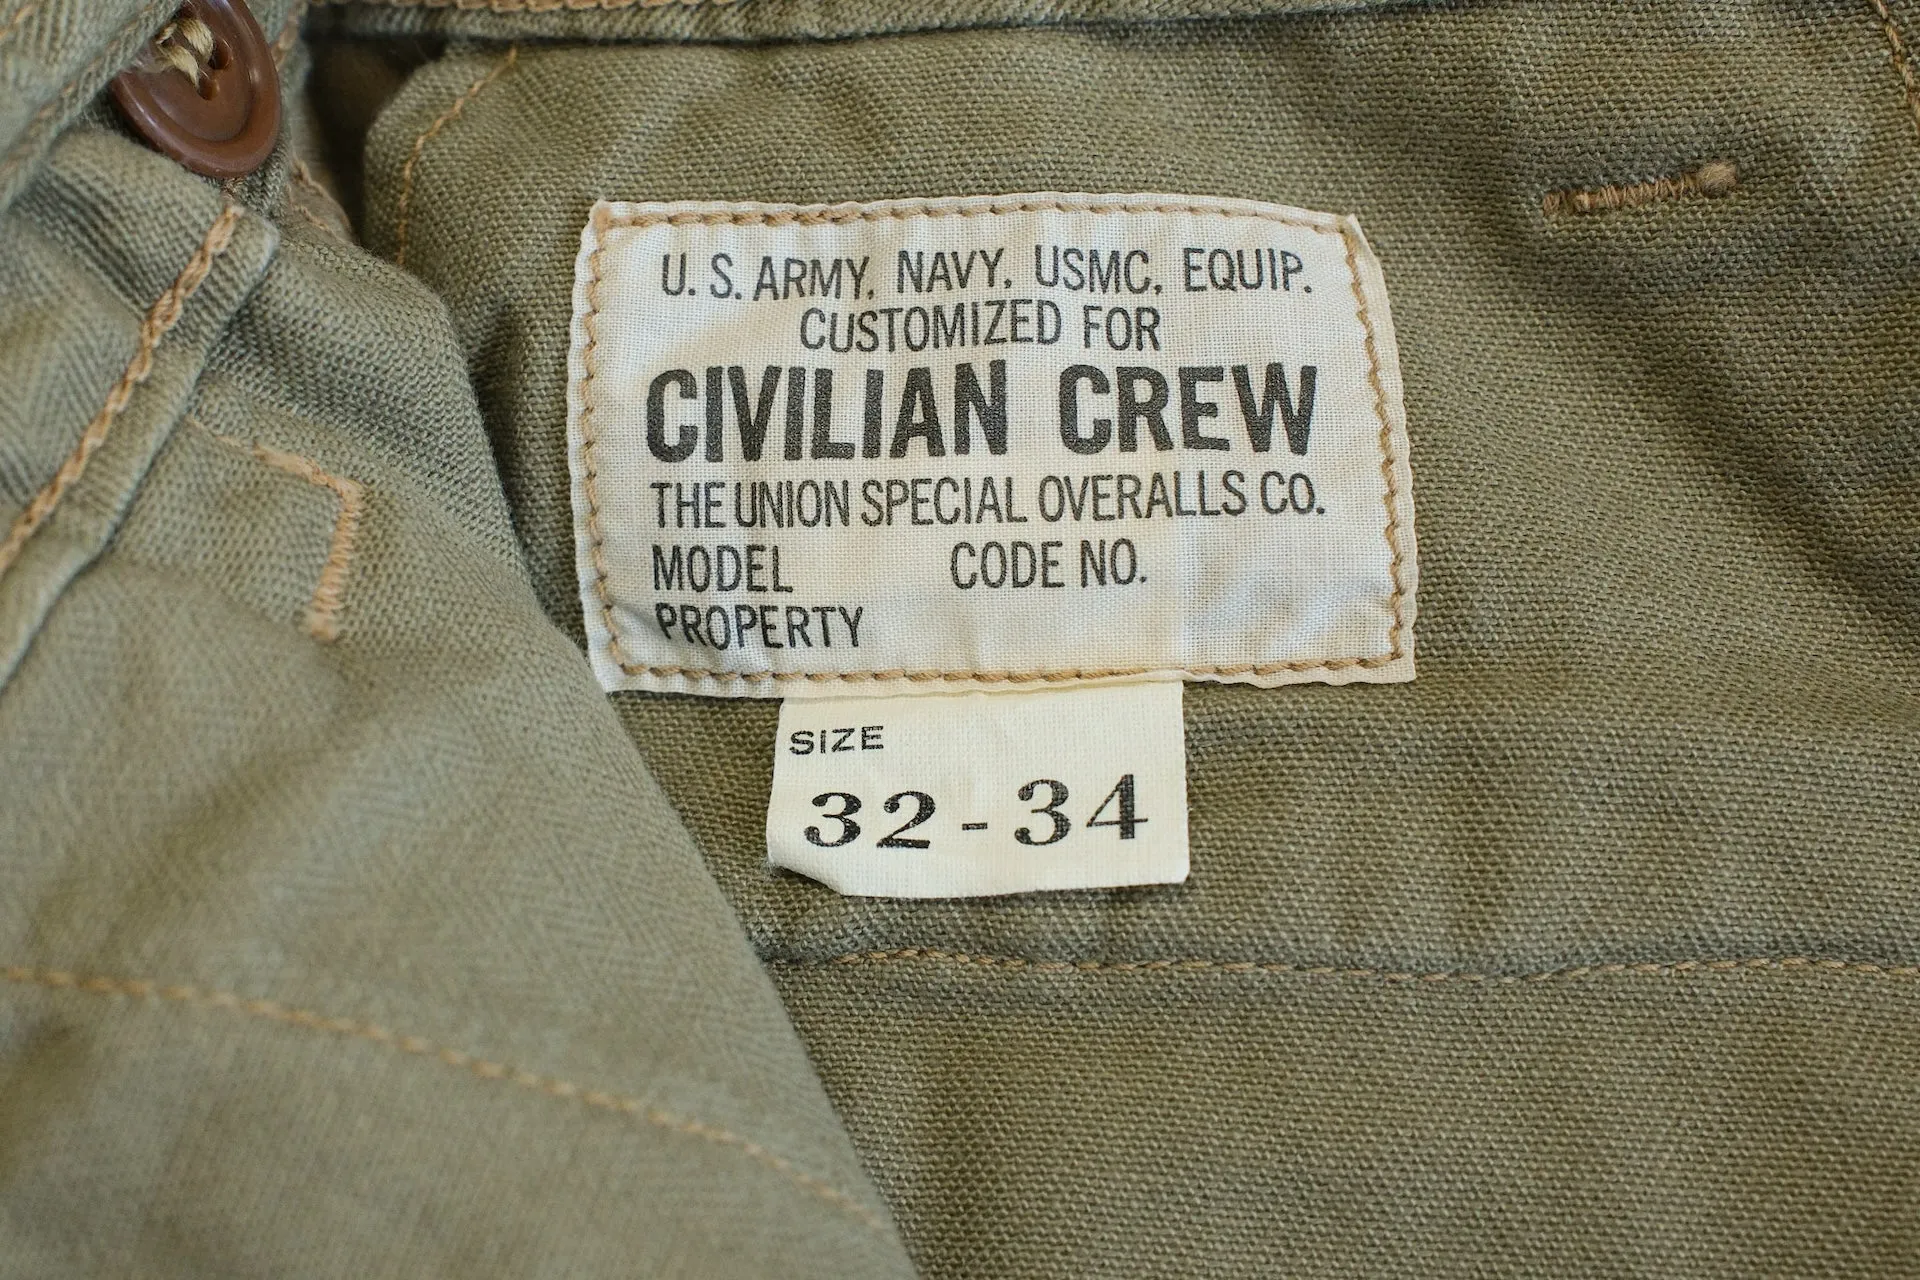 U. S. ARMY, NAVY, USMC, EQUIP.
CUSTOMIZED FOR
CIVILIAN CREW
THE UNION SPECIAL OVERALLS CO.
MODEL CODE NO.
PROPERTY
SIZE
32 - 34